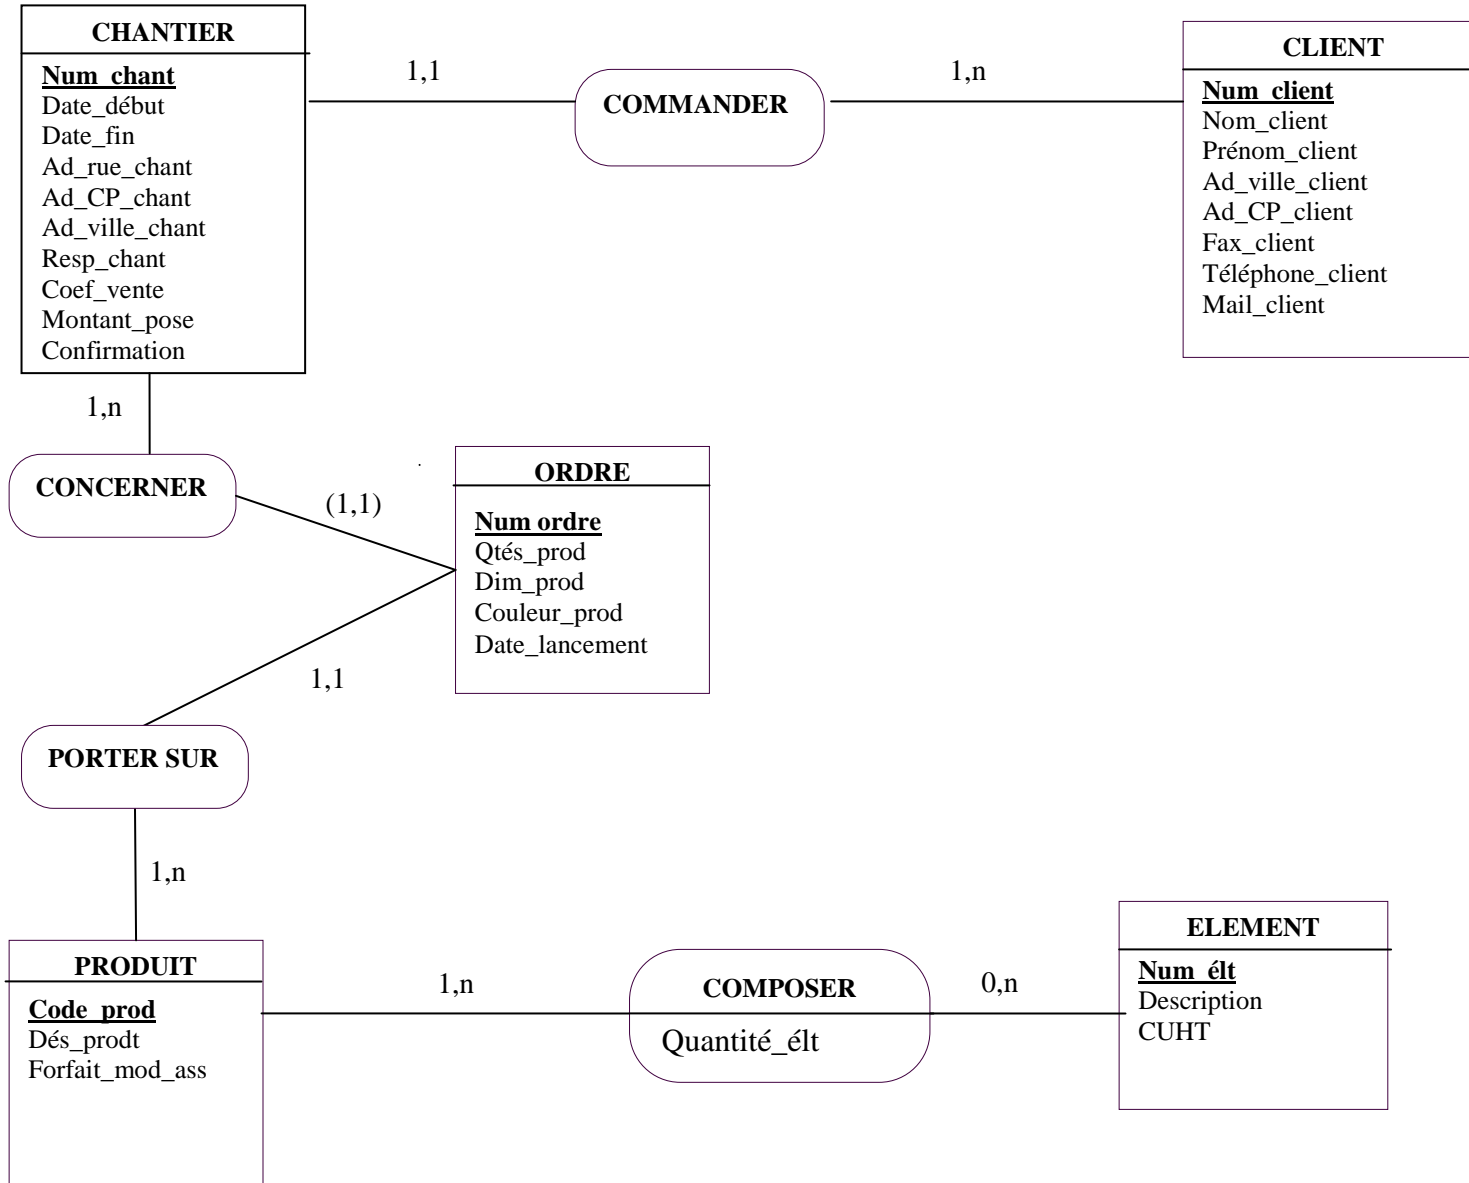 CHANTIER
Num_chant
Date_début
Date_fin
Ad_rue_chant
Ad_CP_chant
Ad_ville_chant
Resp_chant
Coef_vente
Montant_pose
Confirmation
1,1
COMMANDER
1,n
CLIENT
Num_client
Nom_client
Prénom_client
Ad_ville_client
Ad_CP_client
Fax_client
Téléphone_client
Mail_client
1,n
CONCERNER
(1,1)
ORDRE
Num ordre
Qtés_prod
Dim_prod
Couleur_prod
Date_lancement
1,1
PORTER SUR
1,n
PRODUIT
Code_prod
Dés_prodt
Forfait_mod_ass
1,n
COMPOSER
Quantité_élt
0,n
ELEMENT
Num_élt
Description
CUHT